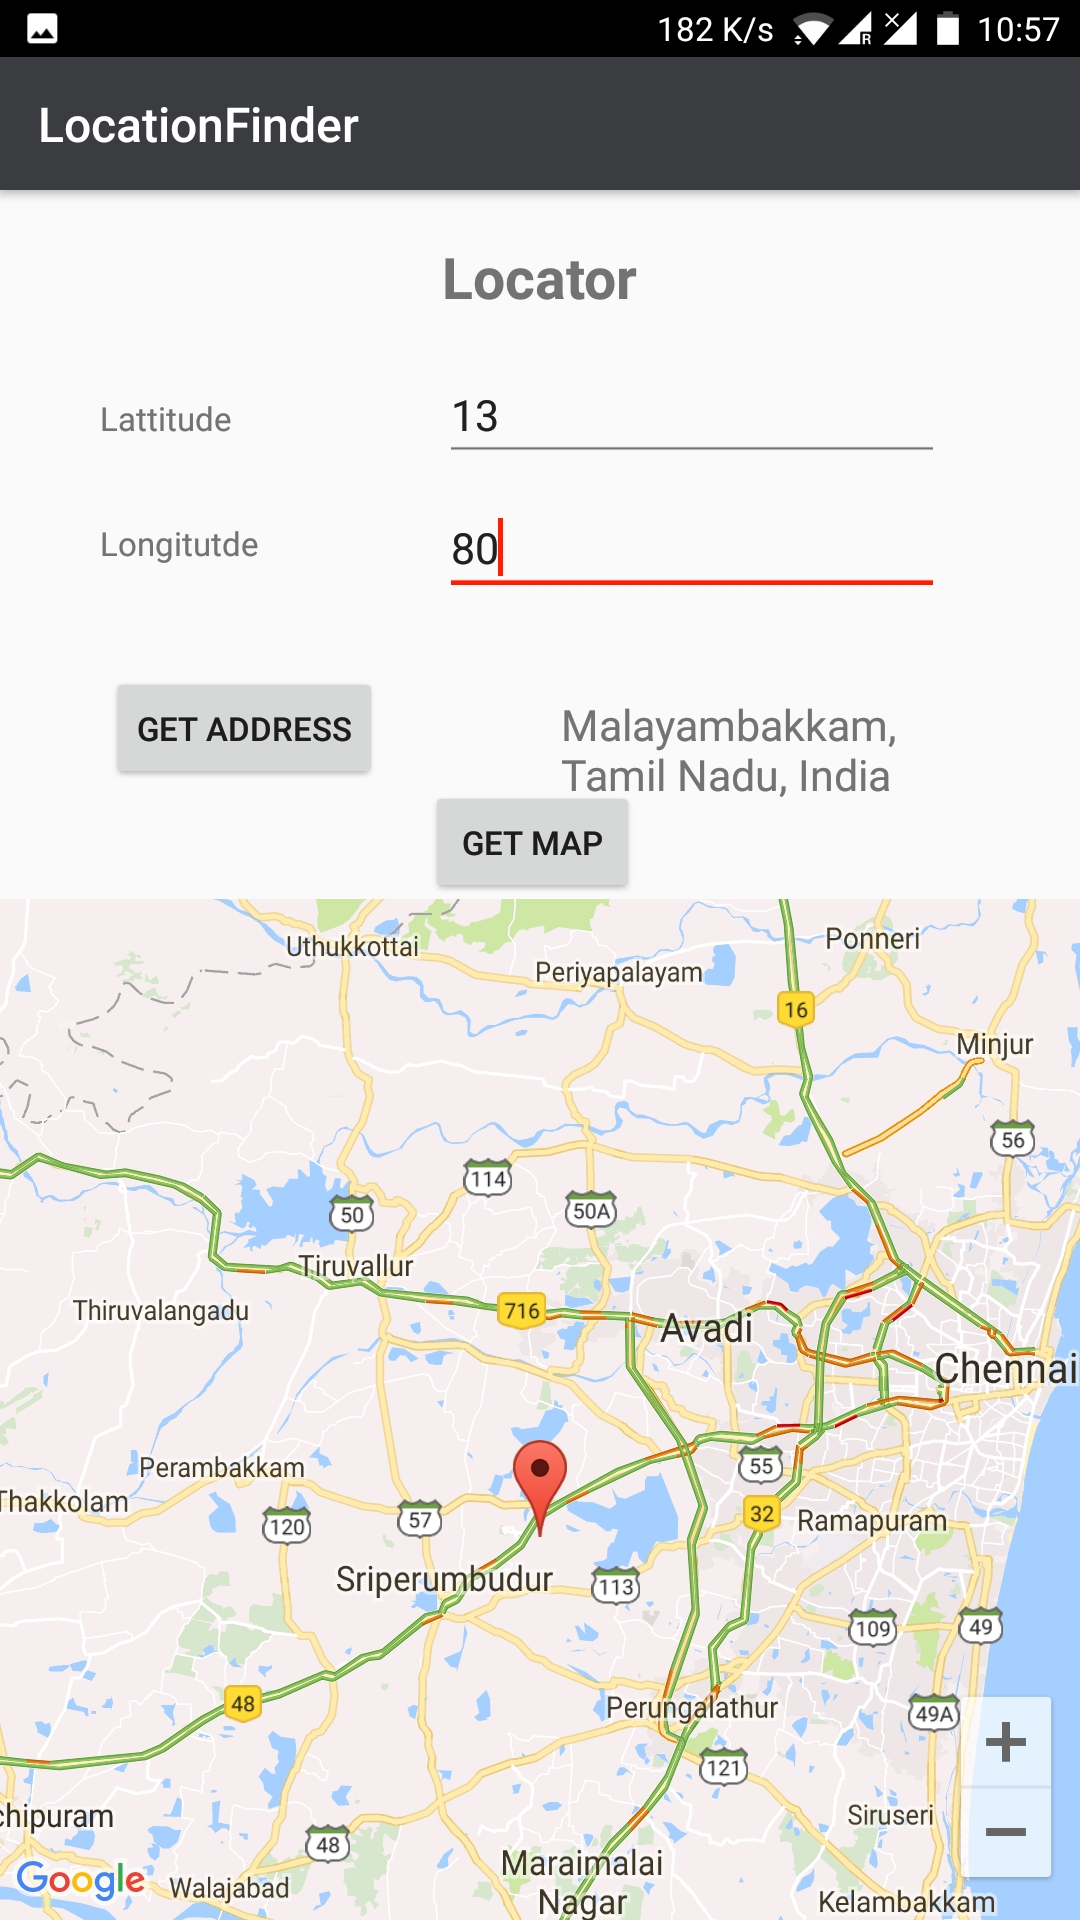 182 K/s R 10:57
LocationFinder
Locator
Lattitude 13
Longitutde 80
GET ADDRESS
Malayambakkam,
Tamil Nadu, India
GET MAP
Uthukkottai
Ponneri
Periyapalayam
16
Minjur
56
114
50
50A
Tiruvallur
Thiruvalangadu
716
Avadi
Chennai
Perambakkam
55
Thakkolam
120
57
32
Ramapuram
Sriperumbudur
113
109
49
48
Perungalathur
49A
121
chipuram
Siruseri
48
Maraimalai
Nagar
Google
Walajabad
Kelambakkam